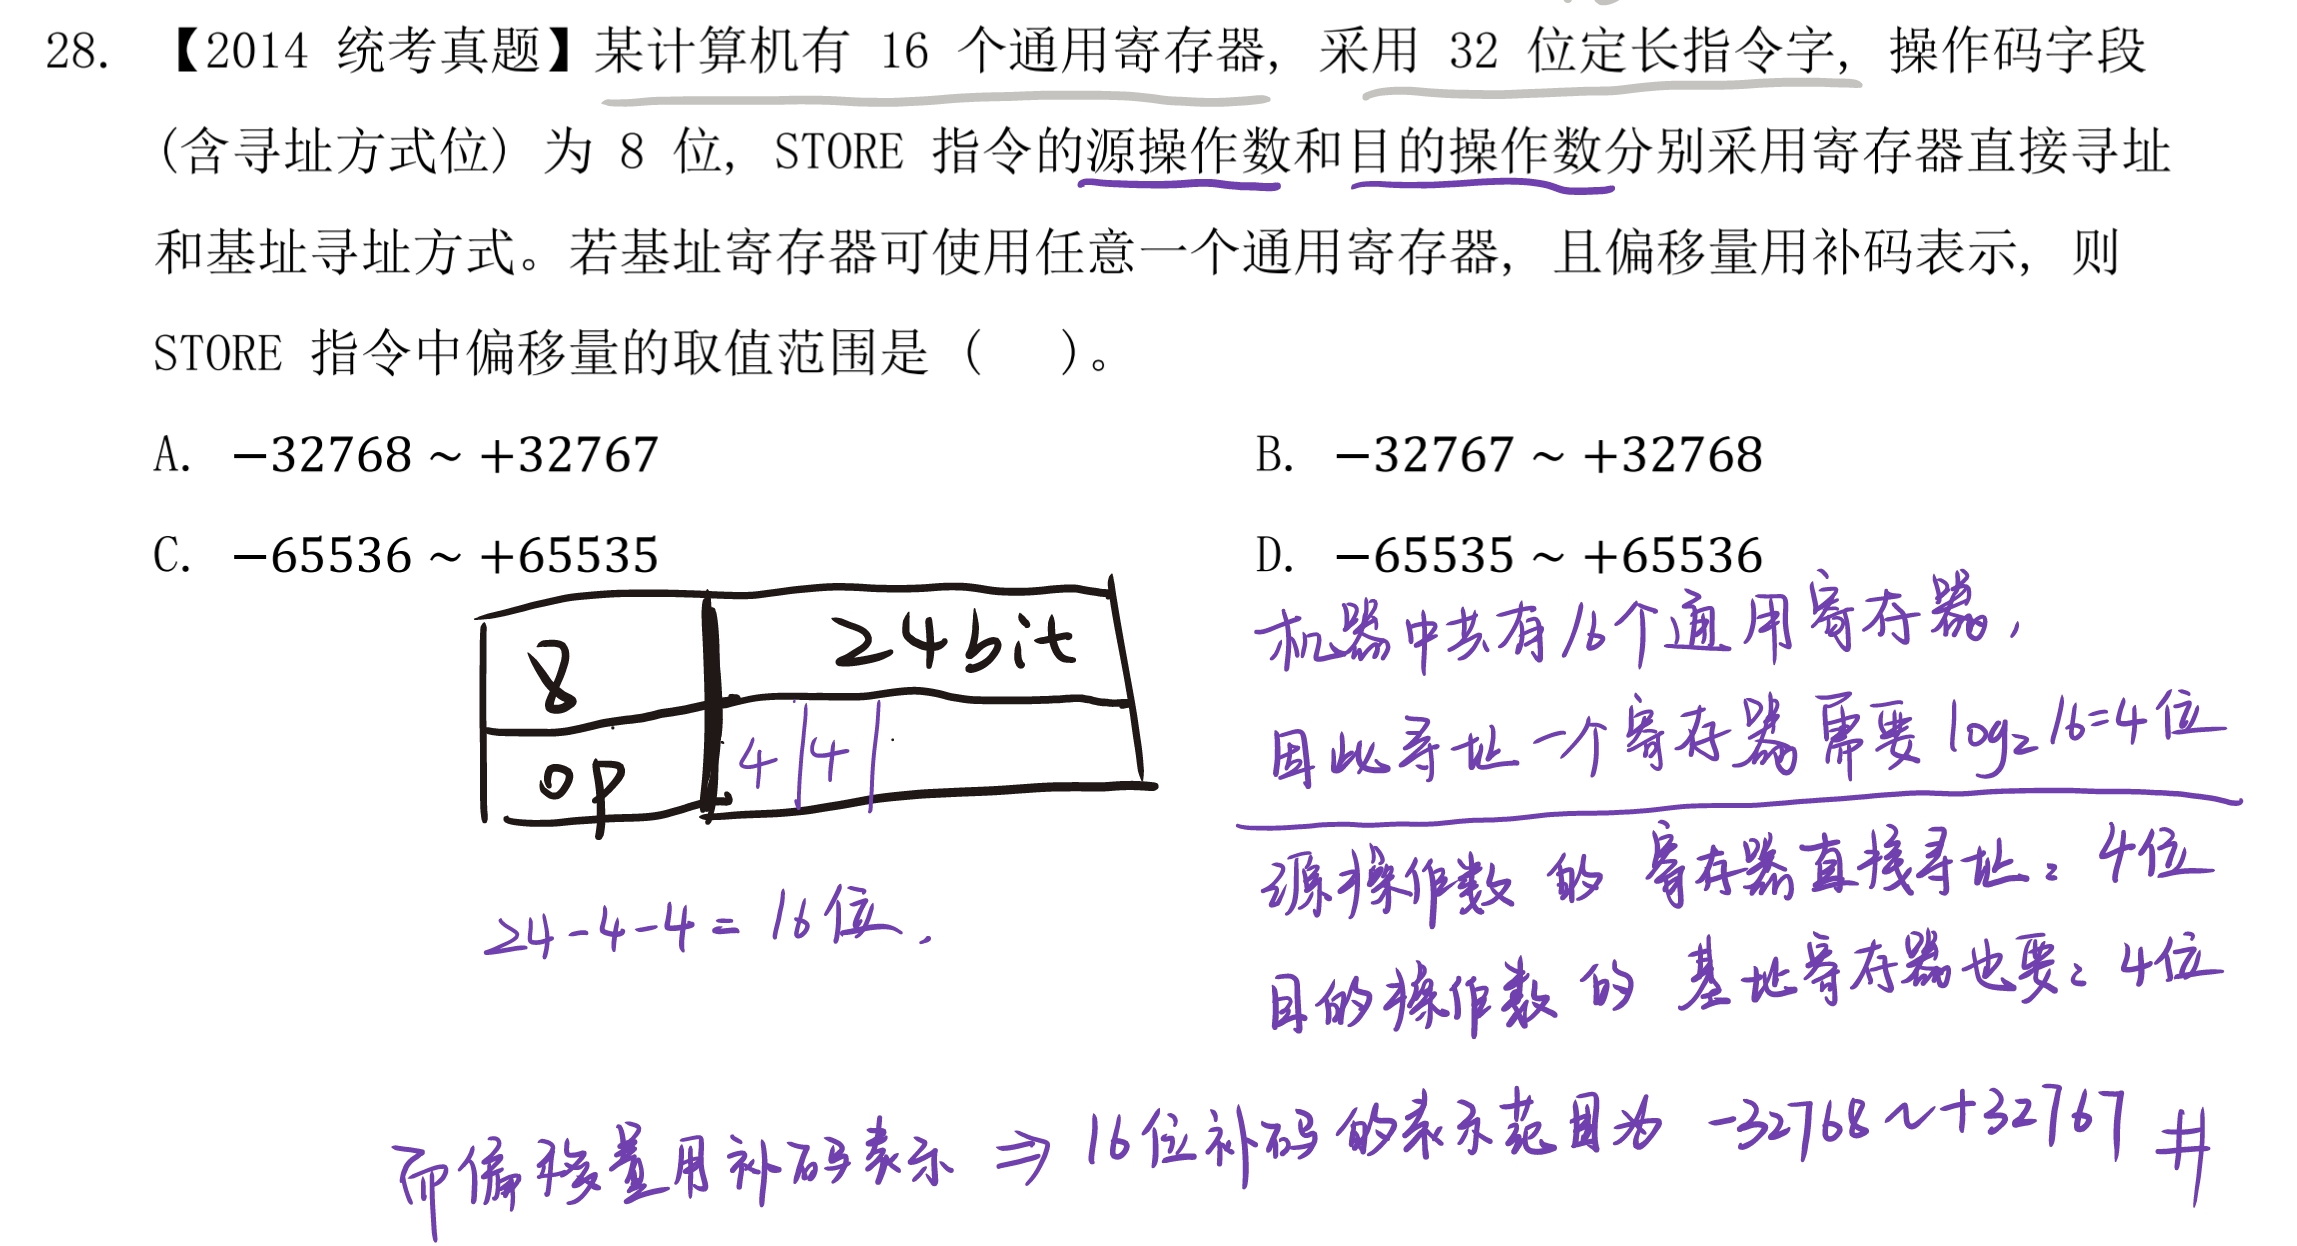 28. 【2014 统考真题】某计算机有 16 个通用寄存器，采用 32 位定长指令字，操作码字段
（含寻址方式位）为 8 位，STORE 指令的源操作数和目的操作数分别采用寄存器直接寻址
和基址寻址方式。若基址寄存器可使用任意一个通用寄存器，且偏移量用补码表示，则
STORE 指令中偏移量的取值范围是（ ）。
A. −32768 ~ +32767
B. −32767 ~ +32768
C. −65536 ~ +65535
D. −65535 ~ +65536
8 24bit
op 4 4
24-4-4=16位.
机器中共有16个通用寄存器,
因此寻址一个寄存器需要log₂16=4位
源操作数的寄存器直接寻址: 4位
目的操作数的基址寄存器也要: 4位
而偏移量用补码表示 ⇒ 16位补码的表示范围为 -32768~+32767 #